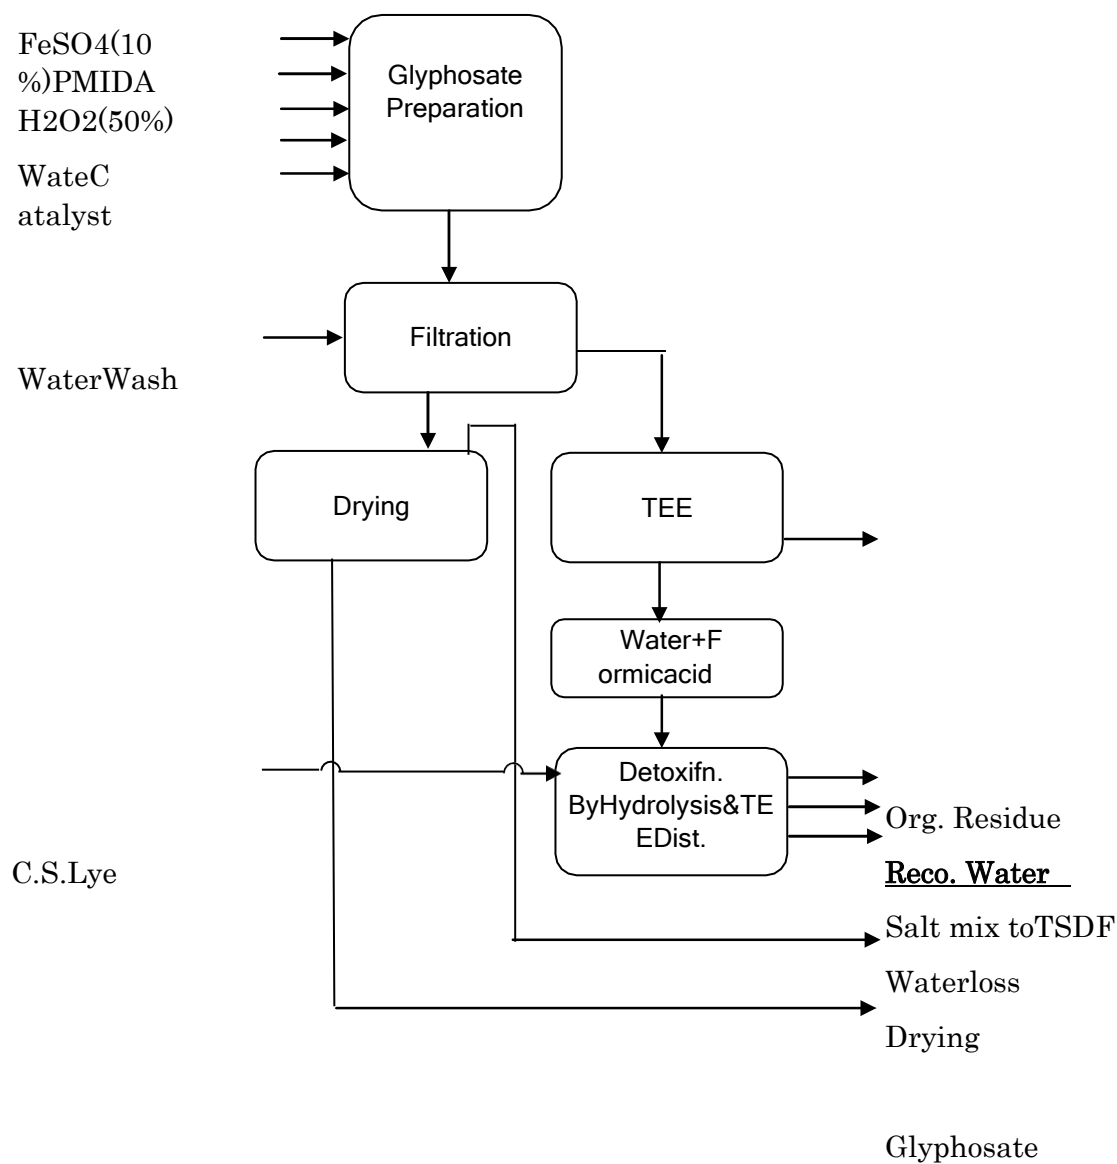 FeSO4(10
%)PMIDA
H2O2(50%)
WateC
atalyst
Glyphosate
Preparation
Filtration
WaterWash
Drying
TEE
Water+F
ormicacid
Detoxifn.
ByHydrolysis&TE
EDist.
C.S.Lye
Org. Residue
Reco. Water
Salt mix toTSDF
Waterloss
Drying
Glyphosate